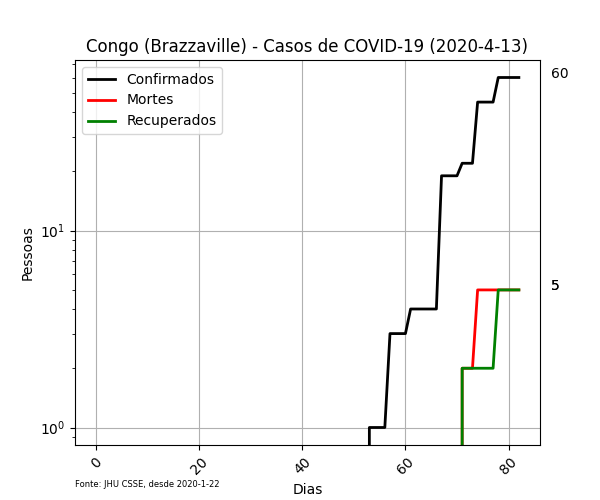 Congo (Brazzaville) - Casos de COVID-19 (2020-4-13)
Confirmados
Mortes
Recuperados
60
5
10¹
10⁰
Pessoas
0
20
40
60
80
Dias
Fonte: JHU CSSE, desde 2020-1-22